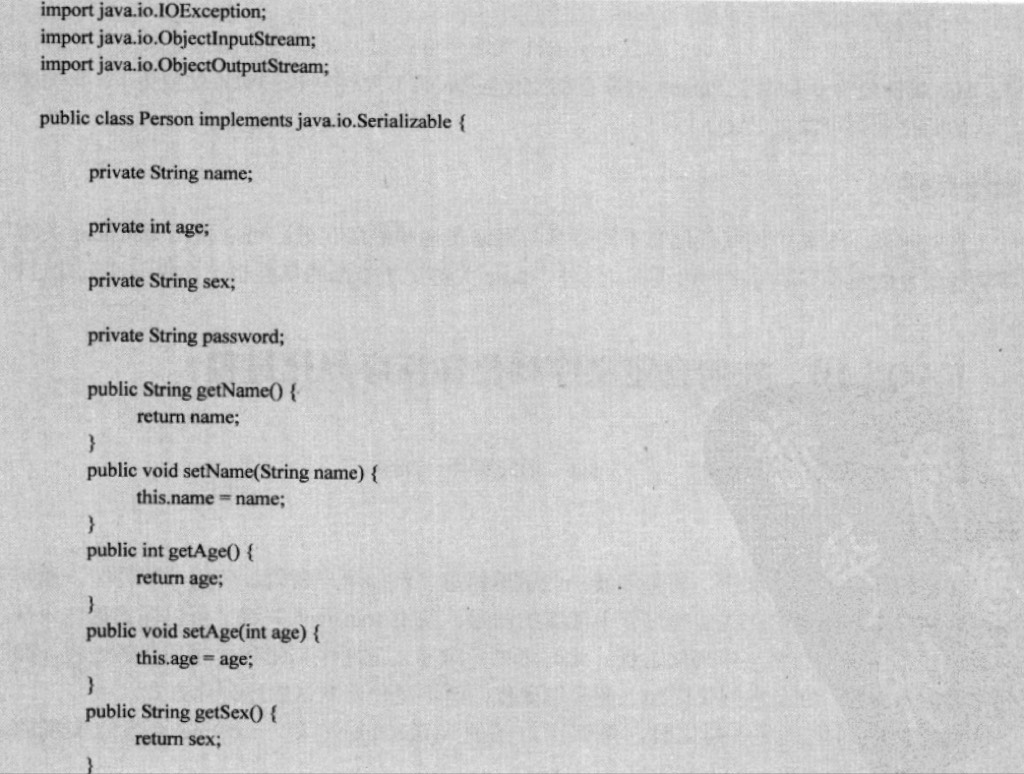 import java.io.IOException;
import java.io.ObjectInputStream;
import java.io.ObjectOutputStream;
public class Person implements java.io.Serializable {
private String name;
private int age;
private String sex;
private String password;
public String getName() {
return name;
}
public void setName(String name) {
this.name = name;
}
public int getAge() {
return age;
}
public void setAge(int age) {
this.age = age;
}
public String getSex() {
return sex;
}